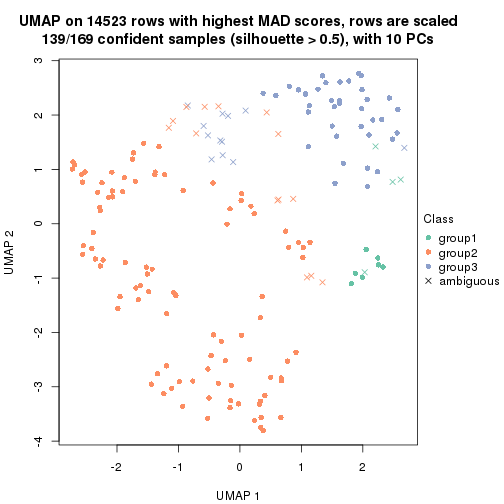 UMAP on 14523 rows with highest MAD scores, rows are scaled
139/169 confident samples (silhouette > 0.5), with 10 PCs
3
2
1
0
-1
-2
-3
-4
UMAP 2
-2
-1
0
1
2
UMAP 1
Class
group1
group2
group3
ambiguous